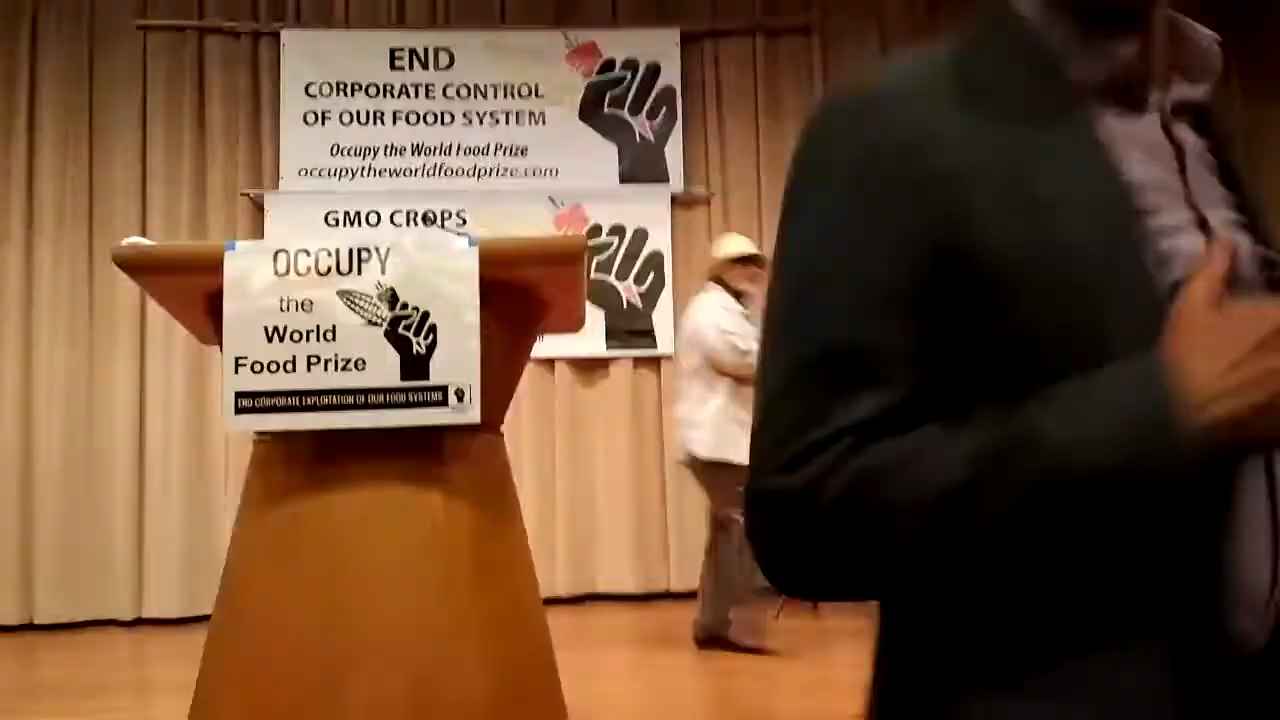 END
CORPORATE CONTROL
OF OUR FOOD SYSTEM
Occupy the World Food Prize
occupytheworldfoodprize.com
GMO CROPS
OCCUPY
the
World
Food Prize
END CORPORATE EXPLOITATION OF OUR FOOD SYSTEMS